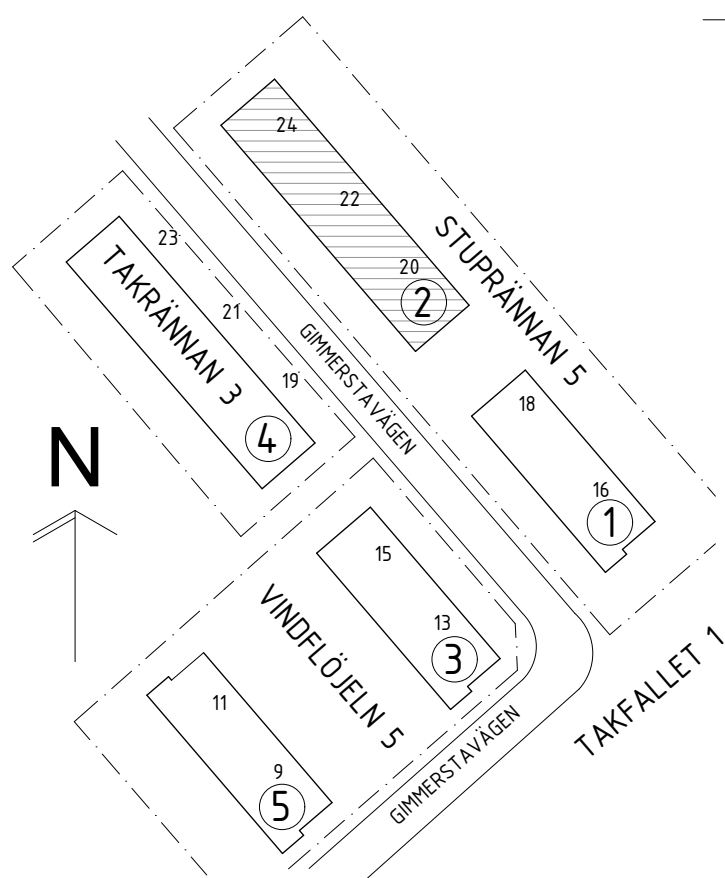 24
22
20
2
STUPRÄNNAN 5
23
21
19
TAKRÄNNAN 3
4
GIMMERSTAVÄGEN
18
16
1
N
15
13
3
VINDFLÖJELN 5
11
9
5
GIMMERSTAVÄGEN
TAKFALLET 1